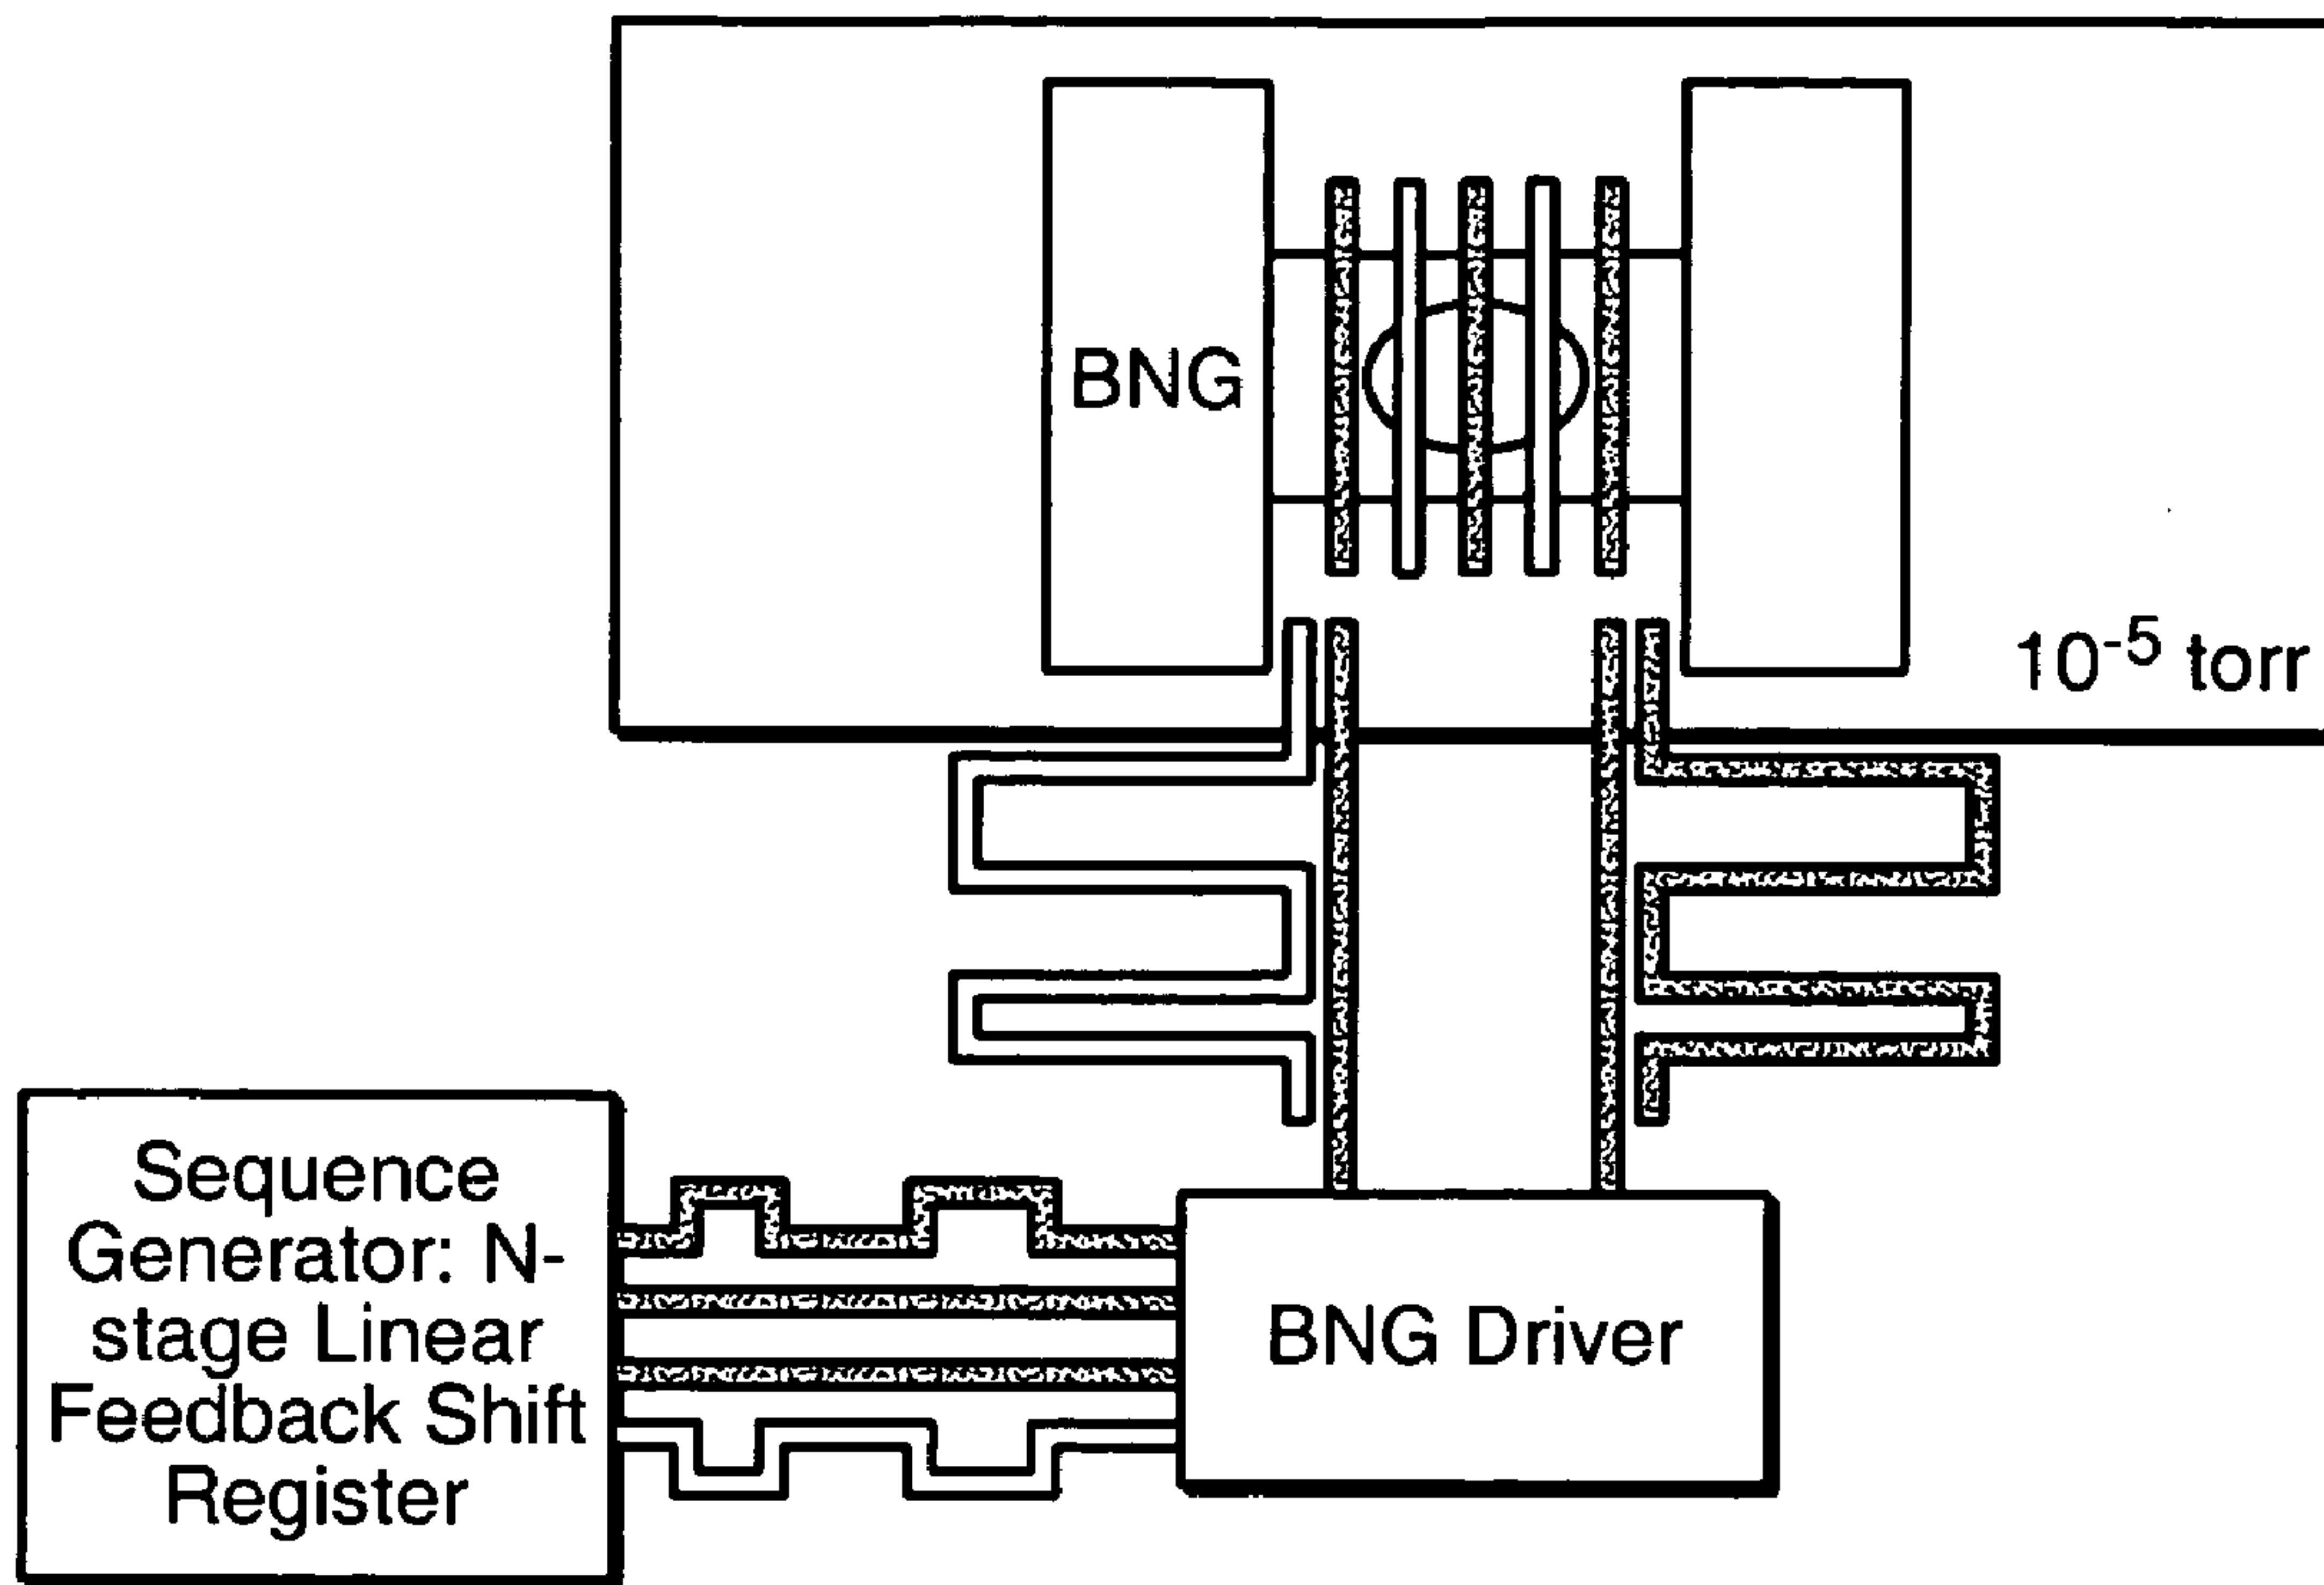 BNG
10⁻⁵ torr
Sequence
Generator: N-
stage Linear
Feedback Shift
Register
BNG Driver